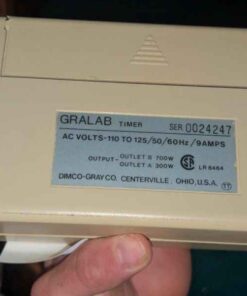 GRALAB TIMER SER. 0024247
AC VOLTS-110 TO 125/50/60Hz/9AMPS
OUTPUT- OUTLET B 700W
OUTLET A 300W LR 8464
DIMCO-GRAY CO. CENTERVILLE, OHIO, U.S.A.